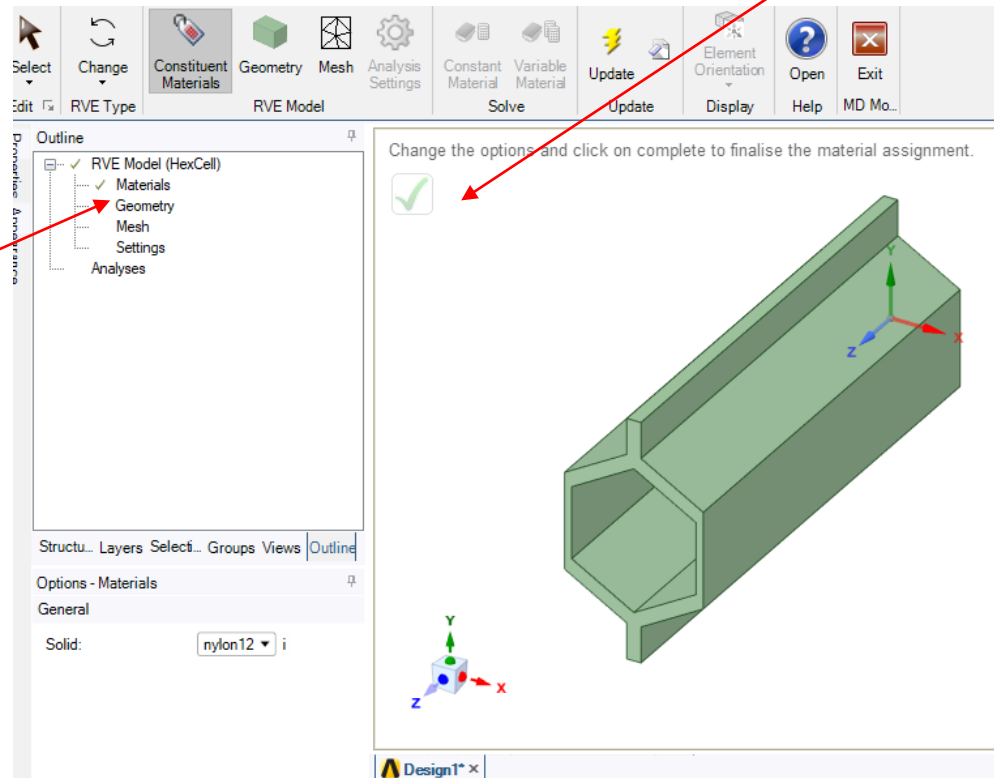 Select
Change
Constituent Materials
Geometry
Mesh
Analysis Settings
Constant Material
Variable Material
Update
Element Orientation
Open
Exit
Edit
RVE Type
RVE Model
Solve
Update
Display
Help
MD Mo...
Properties
Appearance
Outline
RVE Model (HexCell)
Materials
Geometry
Mesh
Settings
Analyses
Structu... Layers Selecti... Groups Views Outline
Options - Materials
General
Solid: nylon12 i
Change the options and click on complete to finalise the material assignment.
Y
X
Z
Y
X
Z
Design1* ×